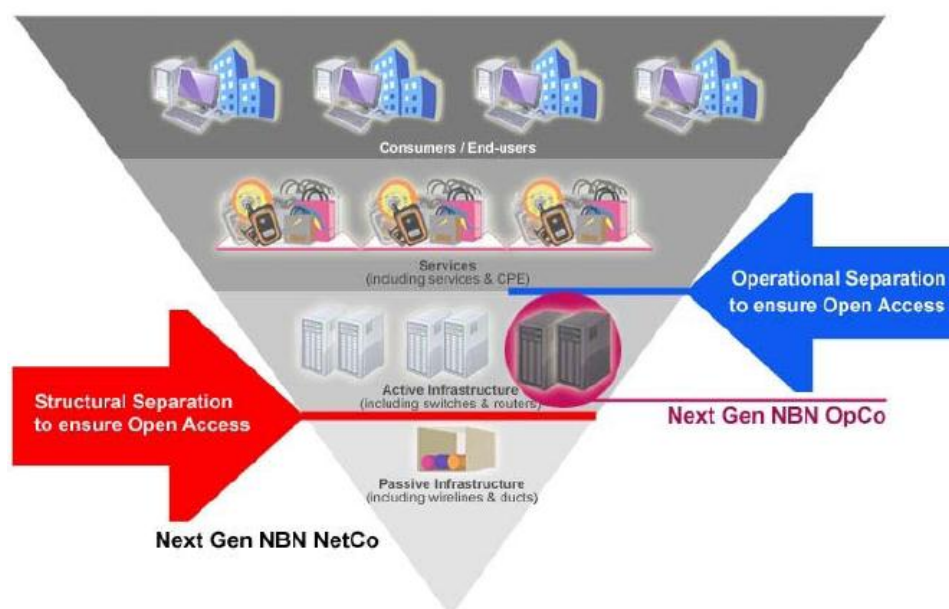 Consumers / End-users
Services
(including services & CPE)
Operational Separation
to ensure Open Access
Active Infrastructure
(including switches & routers)
Structural Separation
to ensure Open Access
Next Gen NBN OpCo
Passive Infrastructure
(including wirelines & ducts)
Next Gen NBN NetCo